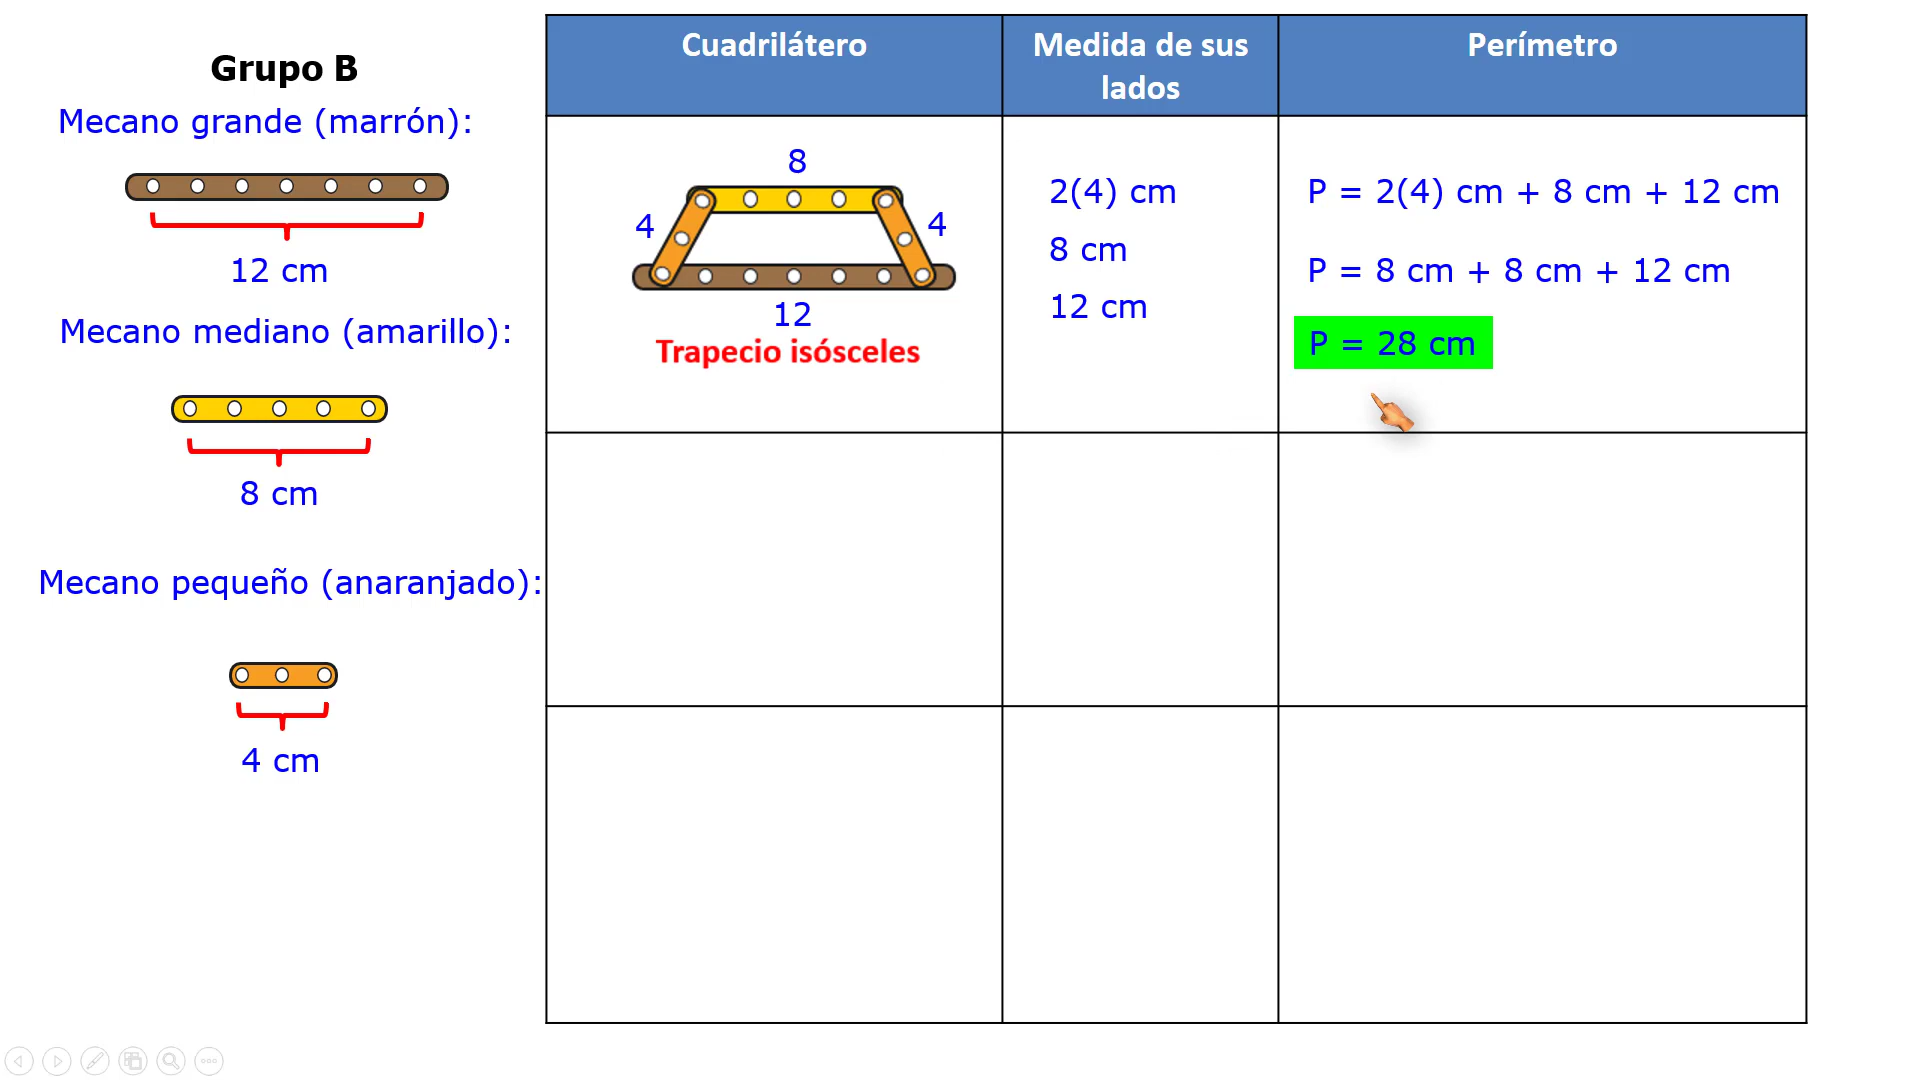 Grupo B
Mecano grande (marrón):
12 cm
Mecano mediano (amarillo):
8 cm
Mecano pequeño (anaranjado):
4 cm
Cuadrilátero
Medida de sus
lados
Perímetro
8
4
4
12
Trapecio isósceles
2(4) cm
8 cm
12 cm
P = 2(4) cm + 8 cm + 12 cm
P = 8 cm + 8 cm + 12 cm
P = 28 cm